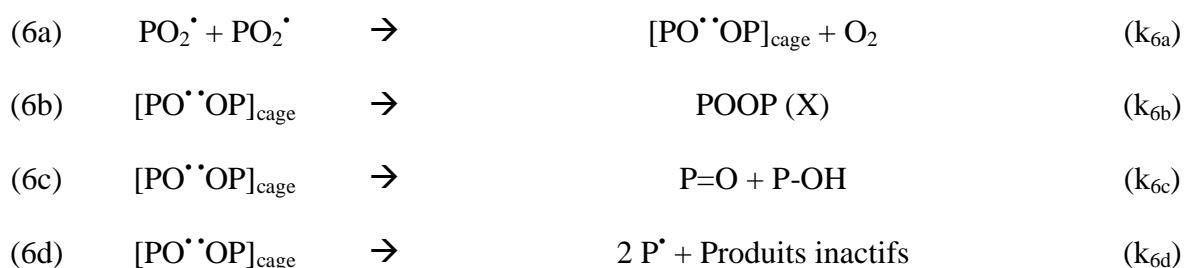 (6a) PO₂• + PO₂• → [PO••OP]cage + O₂ (k₆ₐ)
(6b) [PO••OP]cage → POOP (X) (k6b)
(6c) [PO••OP]cage → P=O + P-OH (k6c)
(6d) [PO••OP]cage → 2 P• + Produits inactifs (k6d)